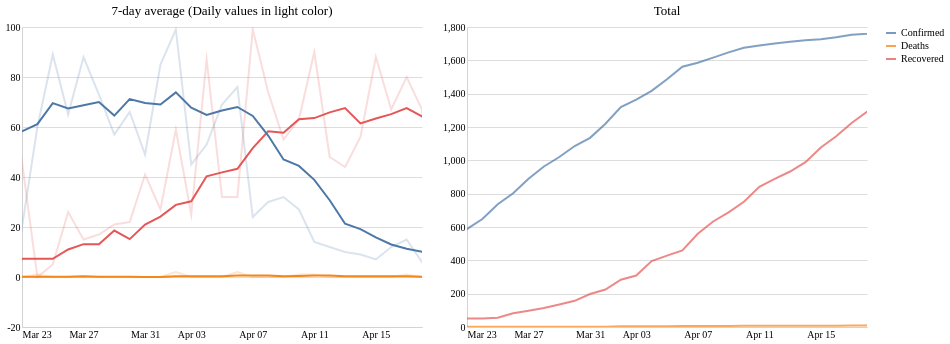 7-day average (Daily values in light color)
100
80
60
40
20
0
-20
Mar 23
Mar 27
Mar 31
Apr 03
Apr 07
Apr 11
Apr 15
Total
1,800
1,600
1,400
1,200
1,000
800
600
400
200
0
Mar 23
Mar 27
Mar 31
Apr 03
Apr 07
Apr 11
Apr 15
Confirmed
Deaths
Recovered